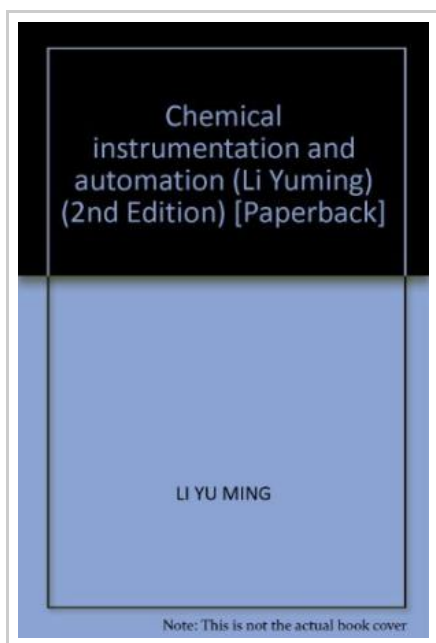 Chemical
instrumentation and
automation (Li Yuming)
(2nd Edition) [Paperback]
LI YU MING
Note: This is not the actual book cover